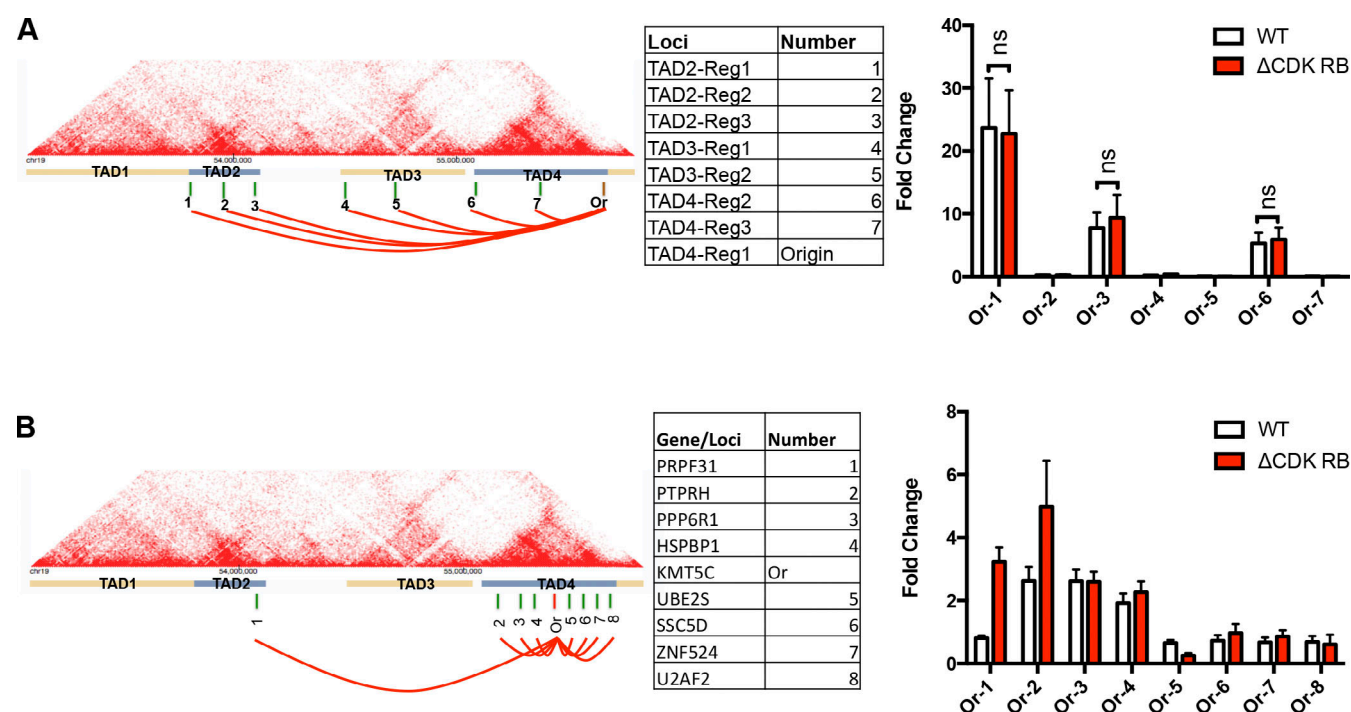 A
chr19
54,000,000
55,000,000
TAD1
TAD2
TAD3
TAD4
1
2
3
4
5
6
7
Or
Loci Number
TAD2-Reg1 1
TAD2-Reg2 2
TAD2-Reg3 3
TAD3-Reg1 4
TAD3-Reg2 5
TAD4-Reg2 6
TAD4-Reg3 7
TAD4-Reg1 Origin
Fold Change
40
30
20
10
0
ns
ns
ns
WT
ΔCDK RB
Or-1
Or-2
Or-3
Or-4
Or-5
Or-6
Or-7
B
chr19
54,000,000
55,000,000
TAD1
TAD2
TAD3
TAD4
1
2
3
4
Or
5
6
7
8
Gene/Loci Number
PRPF31 1
PTPRH 2
PPP6R1 3
HSPBP1 4
KMT5C Or
UBE2S 5
SSC5D 6
ZNF524 7
U2AF2 8
Fold Change
8
6
4
2
0
WT
ΔCDK RB
Or-1
Or-2
Or-3
Or-4
Or-5
Or-6
Or-7
Or-8